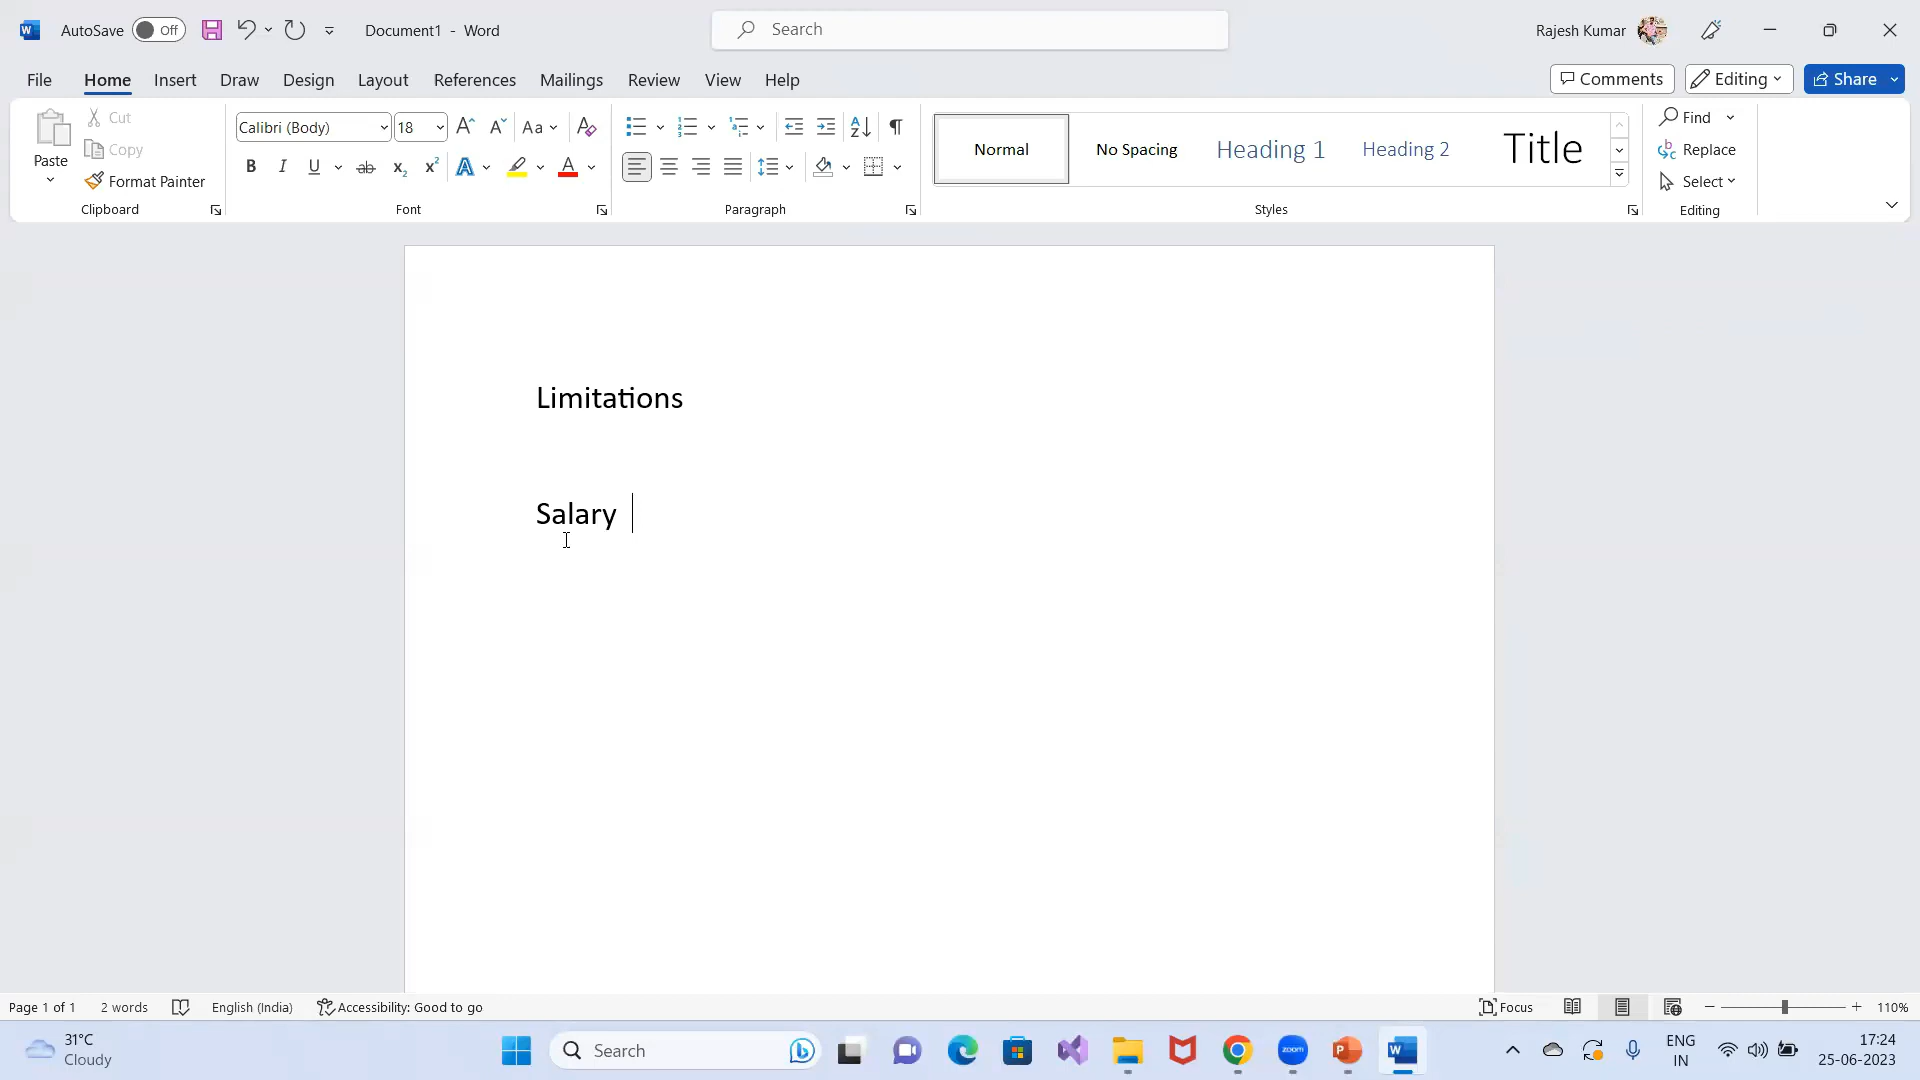 AutoSave Off Document1 - Word Search Rajesh Kumar
File Home Insert Draw Design Layout References Mailings Review View Help Comments Editing Share
Paste
Cut
Copy
Format Painter
Clipboard
Calibri (Body) 18
Font
Paragraph
Normal No Spacing Heading 1 Heading 2 Title
Styles
Find
Replace
Select
Editing
Limitations
Salary
Page 1 of 1 2 words English (India) Accessibility: Good to go Focus 110%
31°C
Cloudy
Search
zoom
ENG
IN
17:24
25-06-2023